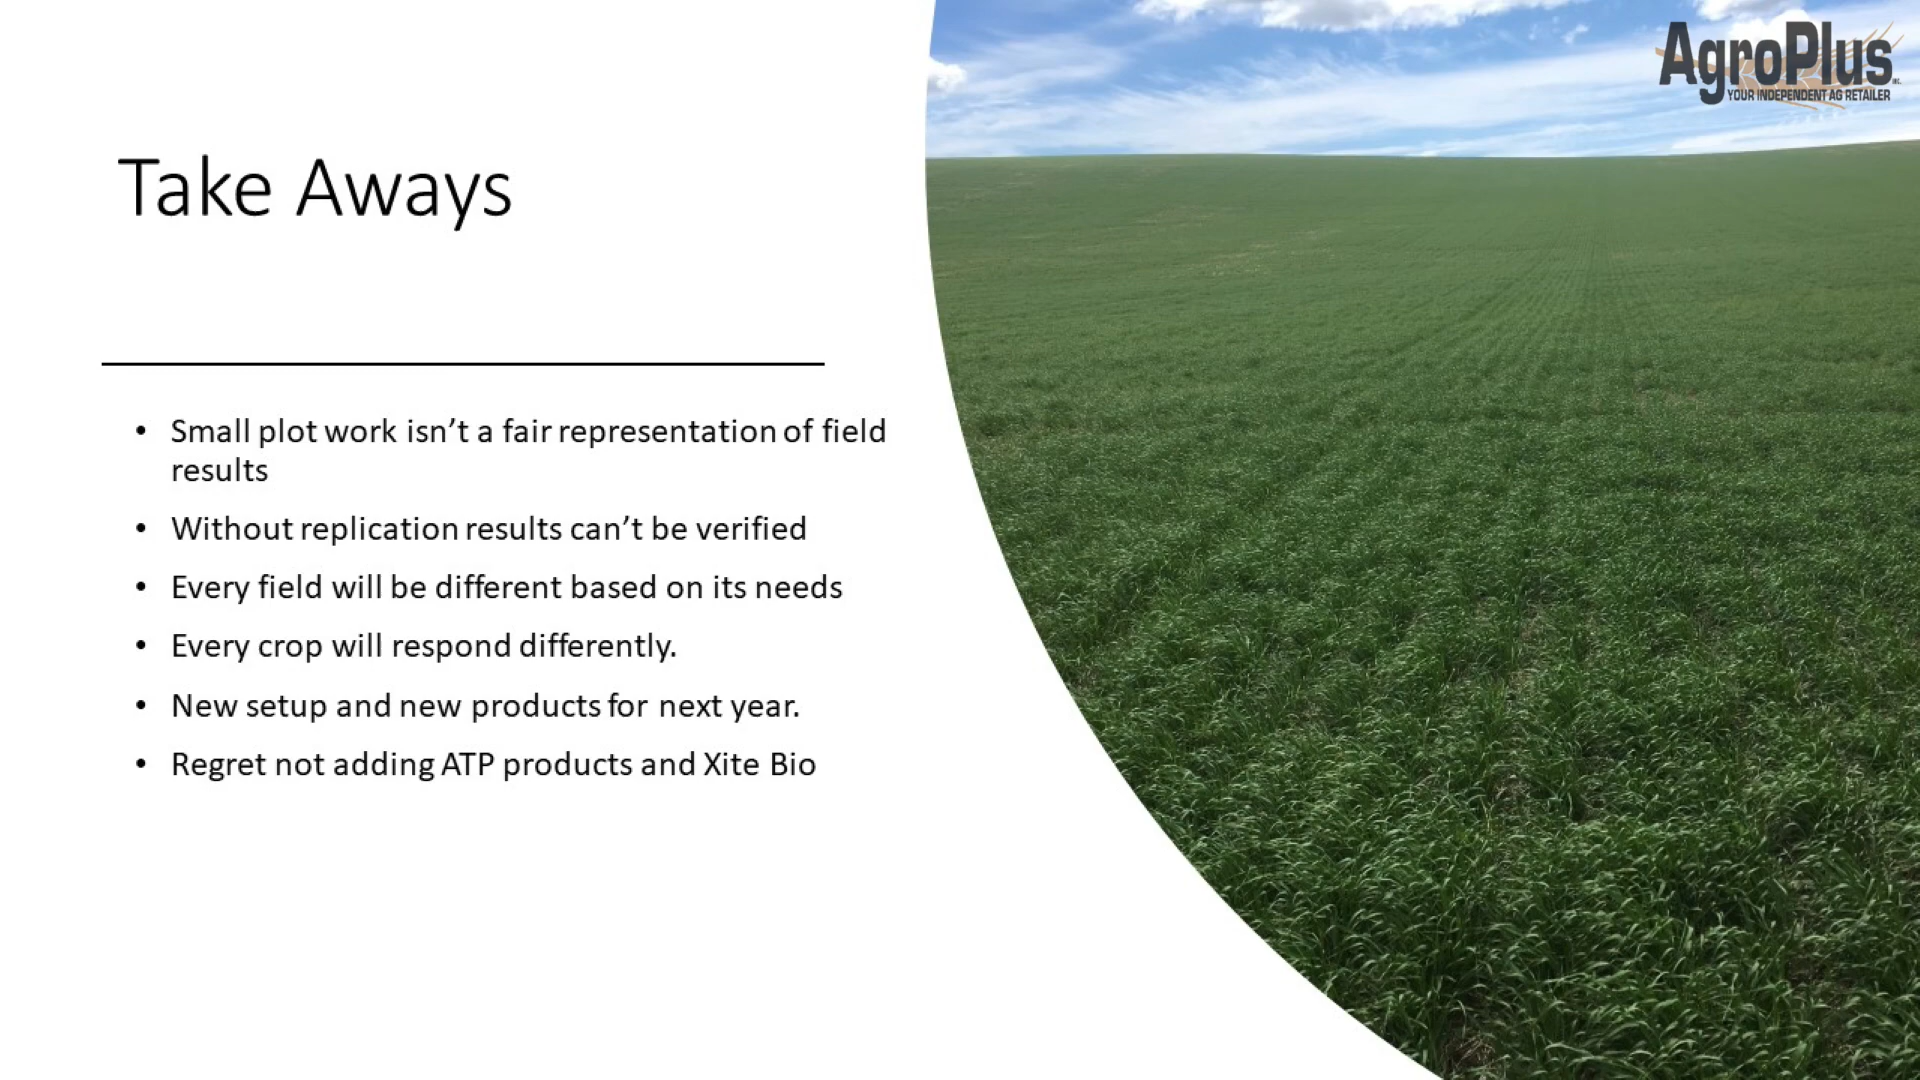 AgroPlus INC.
YOUR INDEPENDENT AG RETAILER
Take Aways
• Small plot work isn’t a fair representation of field
results
• Without replication results can’t be verified
• Every field will be different based on its needs
• Every crop will respond differently.
• New setup and new products for next year.
• Regret not adding ATP products and Xite Bio